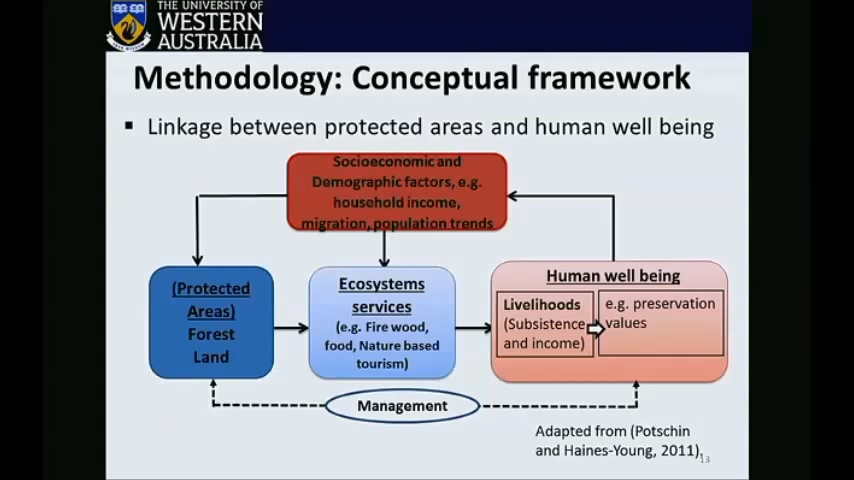 THE UNIVERSITY OF
WESTERN
AUSTRALIA
Methodology: Conceptual framework
▪ Linkage between protected areas and human well being
Socioeconomic and
Demographic factors, e.g.
household income,
migration, population trends
(Protected
Areas)
Forest
Land
Ecosystems
services
(e.g. Fire wood,
food, Nature based
tourism)
Human well being
Livelihoods
(Subsistence
and income)
e.g. preservation
values
Management
Adapted from (Potschin
and Haines-Young, 2011).
13